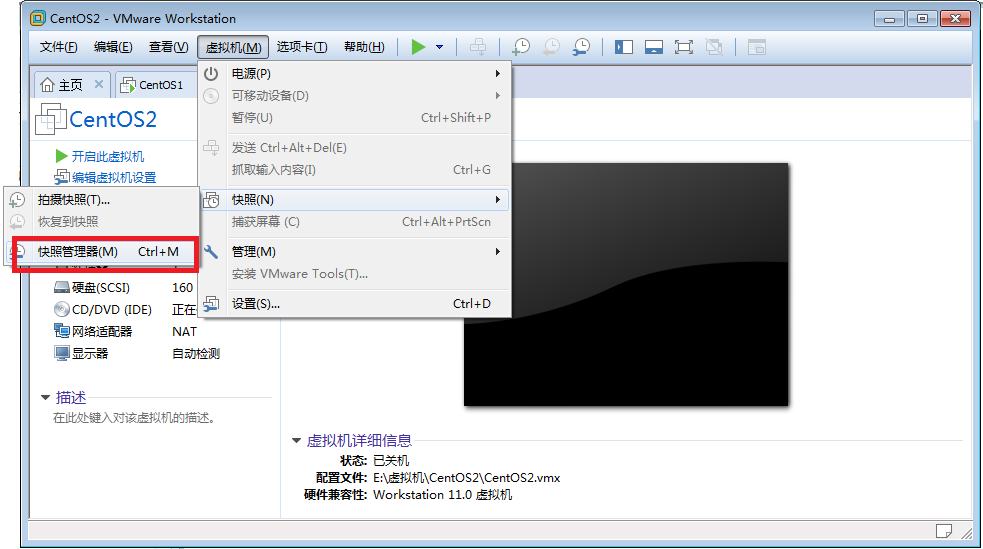 CentOS2 - VMware Workstation
文件(F) 编辑(E) 查看(V) 虚拟机(M) 选项卡(T) 帮助(H)
主页 CentOS1
电源(P)
可移动设备(D)
暂停(U) Ctrl+Shift+P
发送 Ctrl+Alt+Del(E)
抓取输入内容(I) Ctrl+G
快照(N)
捕获屏幕 (C) Ctrl+Alt+PrtScn
管理(M)
安装 VMware Tools(T)...
设置(S)... Ctrl+D
CentOS2
开启此虚拟机
编辑虚拟机设置
拍摄快照(T)...
恢复到快照
快照管理器(M) Ctrl+M
硬盘(SCSI) 160
CD/DVD (IDE) 正在
网络适配器 NAT
显示器 自动检测
描述
在此处键入对该虚拟机的描述。
虚拟机详细信息
状态: 已关机
配置文件: E:\虚拟机\CentOS2\CentOS2.vmx
硬件兼容性: Workstation 11.0 虚拟机